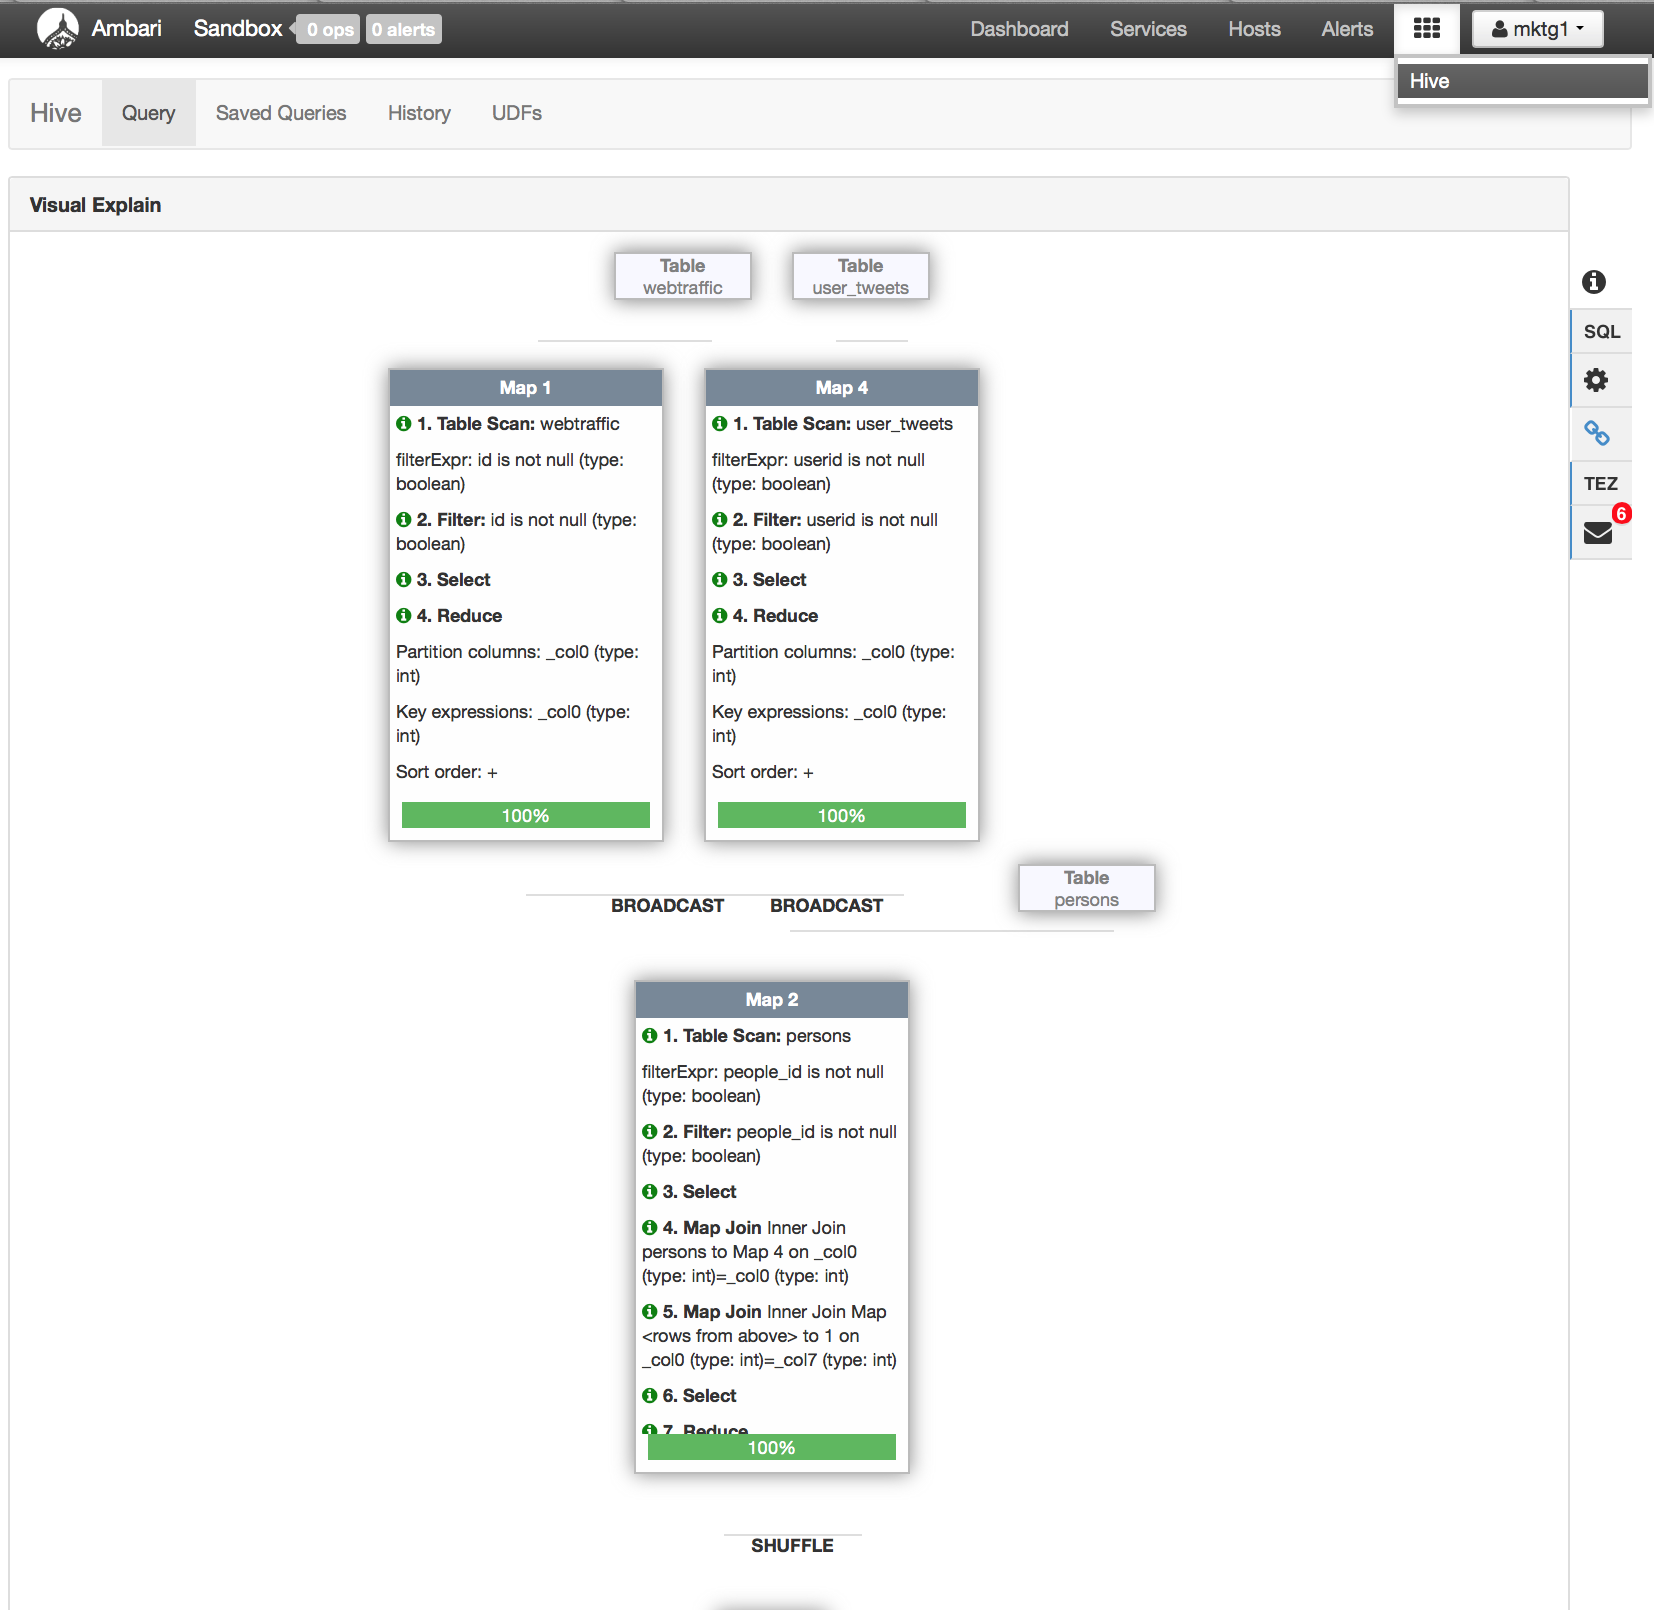 Ambari Sandbox 0 ops 0 alerts Dashboard Services Hosts Alerts mktg1
Hive
Hive Query Saved Queries History UDFs
Visual Explain
Table
webtraffic
Table
user_tweets
SQL
TEZ
6
Map 1
1. Table Scan: webtraffic
filterExpr: id is not null (type:
boolean)
2. Filter: id is not null (type:
boolean)
3. Select
4. Reduce
Partition columns: _col0 (type:
int)
Key expressions: _col0 (type:
int)
Sort order: +
100%
Map 4
1. Table Scan: user_tweets
filterExpr: userid is not null
(type: boolean)
2. Filter: userid is not null
(type: boolean)
3. Select
4. Reduce
Partition columns: _col0 (type:
int)
Key expressions: _col0 (type:
int)
Sort order: +
100%
Table
persons
BROADCAST BROADCAST
Map 2
1. Table Scan: persons
filterExpr: people_id is not null
(type: boolean)
2. Filter: people_id is not null
(type: boolean)
3. Select
4. Map Join Inner Join
persons to Map 4 on _col0
(type: int)=_col0 (type: int)
5. Map Join Inner Join Map
<rows from above> to 1 on
_col0 (type: int)=_col7 (type: int)
6. Select
7. Reduce
100%
SHUFFLE